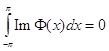 ∫_{-π}^{π} Im Φ(x)dx = 0